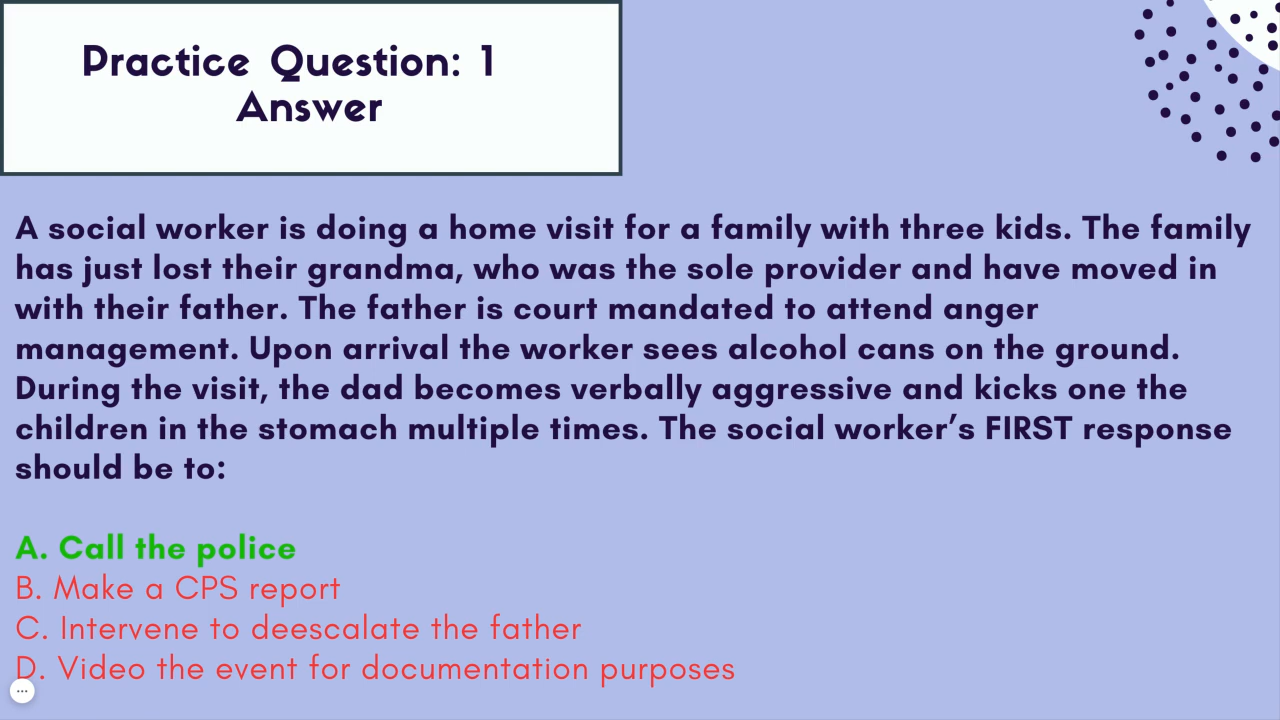 Practice Question: 1
Answer
A social worker is doing a home visit for a family with three kids. The family
has just lost their grandma, who was the sole provider and have moved in
with their father. The father is court mandated to attend anger
management. Upon arrival the worker sees alcohol cans on the ground.
During the visit, the dad becomes verbally aggressive and kicks one the
children in the stomach multiple times. The social worker’s FIRST response
should be to:
A. Call the police
B. Make a CPS report
C. Intervene to deescalate the father
D. Video the event for documentation purposes